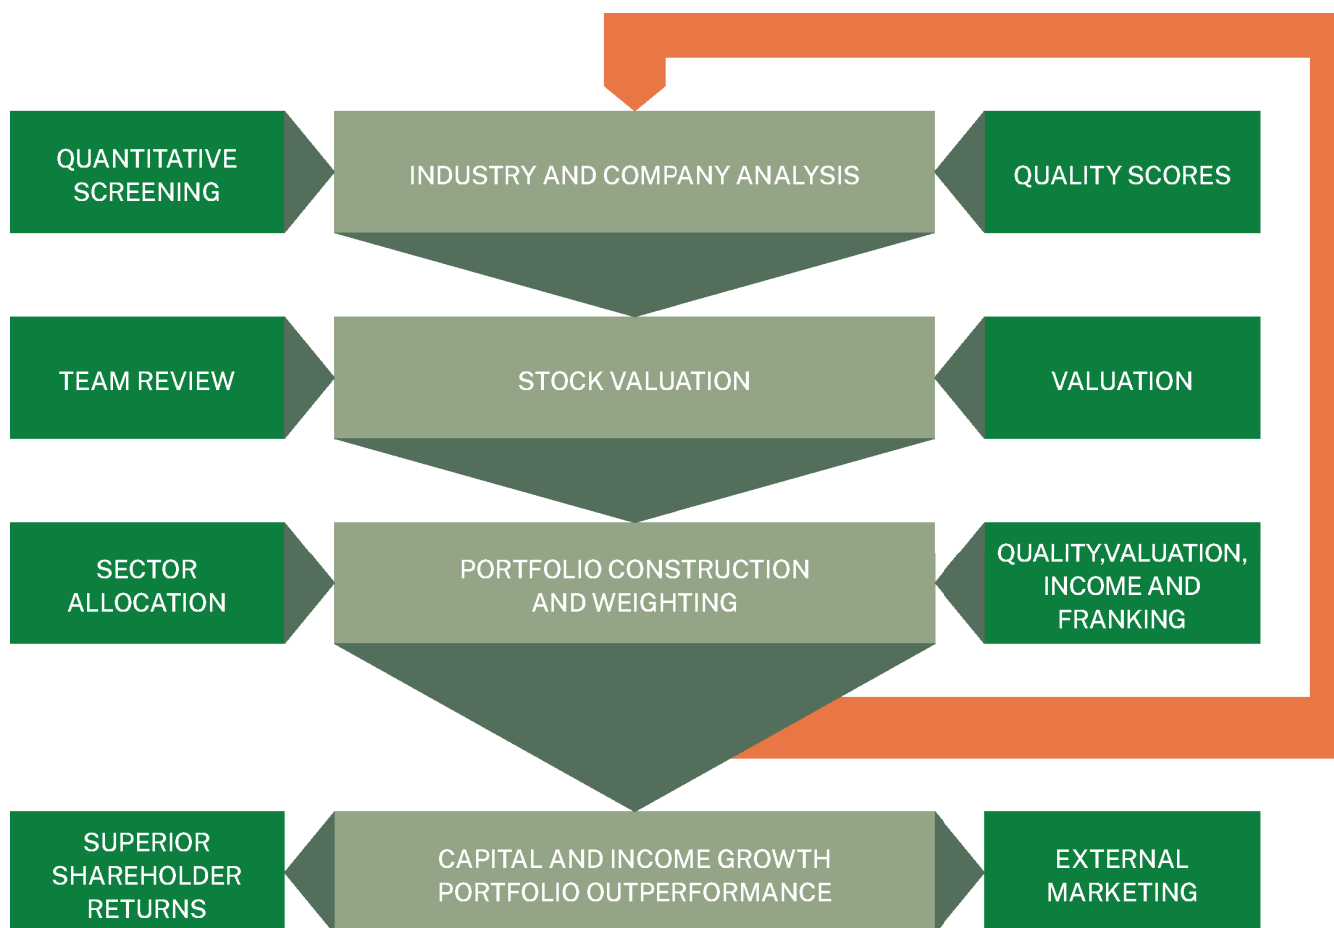 QUANTITATIVE
SCREENING
INDUSTRY AND COMPANY ANALYSIS
QUALITY SCORES
TEAM REVIEW
STOCK VALUATION
VALUATION
SECTOR
ALLOCATION
PORTFOLIO CONSTRUCTION
AND WEIGHTING
QUALITY,VALUATION,
INCOME AND
FRANKING
SUPERIOR
SHAREHOLDER
RETURNS
CAPITAL AND INCOME GROWTH
PORTFOLIO OUTPERFORMANCE
EXTERNAL
MARKETING